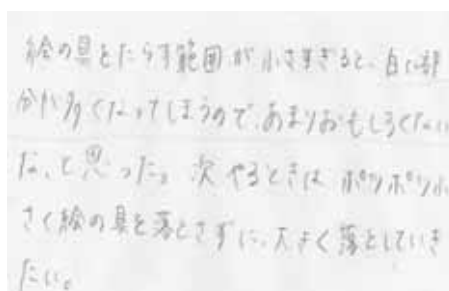 絵の具をたらす範囲が小さすぎると、白い部
分が多くなってしまうので、あまりおもしろくない
な、と思った。次やるときは ポツポツ小
さく絵の具を落とさずに、大きく落としていき
たい。